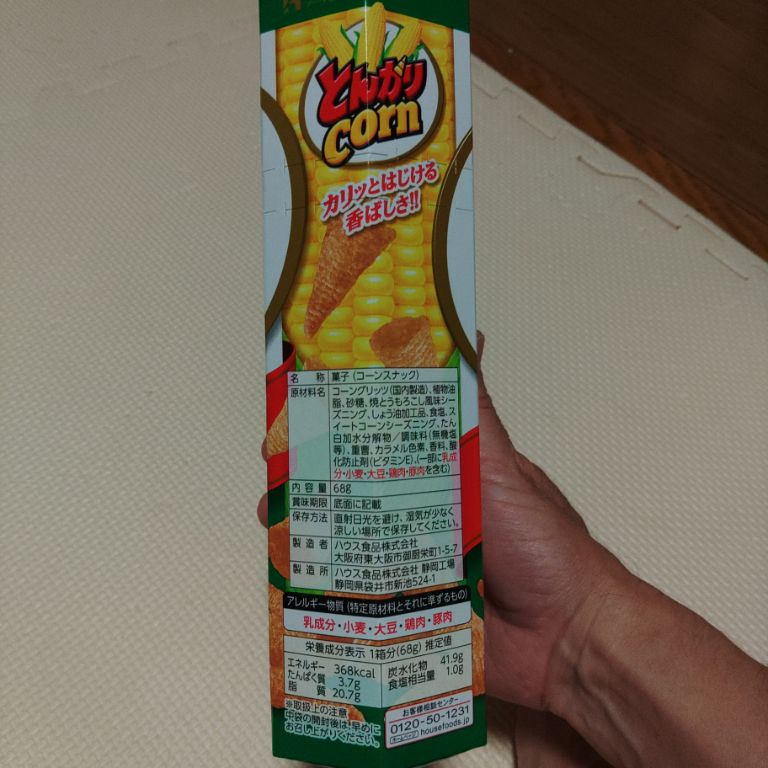 とんがり
corn
カリッとはじける
香ばしさ!!
名称 菓子(コーンスナック)
原材料名 コーングリッツ(国内製造)、植物油
脂、砂糖、焼とうもろこし風味シー
ズニング、しょう油加工品、食塩、ス
イートコーンシーズニング、たん
白加水分解物/調味料(無機塩
等)、重曹、カラメル色素、香料、酸
化防止剤(ビタミンE)、(一部に乳成
分・小麦・大豆・鶏肉・豚肉を含む)
内容量 68g
賞味期限 底面に記載
保存方法 直射日光を避け、湿気が少なく
涼しい場所で保存してください。
製造者 ハウス食品株式会社
大阪府東大阪市御厨栄町1-5-7
製造所 ハウス食品株式会社 静岡工場
静岡県袋井市新池524-1
アレルギー物質(特定原材料とそれに準ずるもの)
乳成分・小麦・大豆・鶏肉・豚肉
栄養成分表示 1箱分(68g) 推定値
エネルギー 368kcal 炭水化物 41.9g
たんぱく質 3.7g 食塩相当量 1.0g
脂質 20.7g
※取扱上の注意
中袋の開封後は、早めに
お召し上がりください。
お客様相談センター
0120-50-1231
ホームページ housefoods.jp